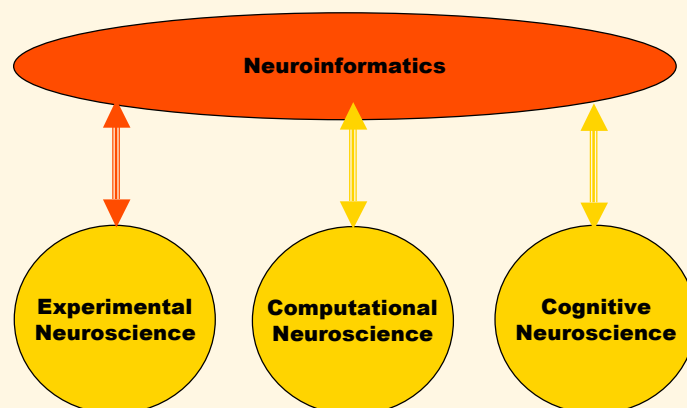 Neuroinformatics
Experimental
Neuroscience
Computational
Neuroscience
Cognitive
Neuroscience